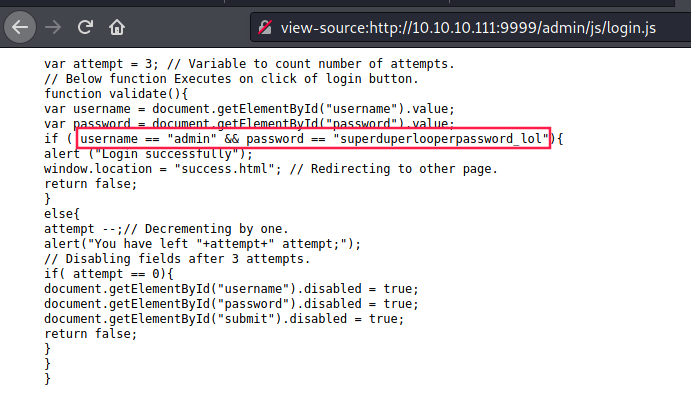 view-source:http://10.10.10.111:9999/admin/js/login.js
var attempt = 3; // Variable to count number of attempts.
// Below function Executes on click of login button.
function validate(){
var username = document.getElementById("username").value;
var password = document.getElementById("password").value;
if ( username == "admin" && password == "superduperlooperpassword_lol"){
alert ("Login successfully");
window.location = "success.html"; // Redirecting to other page.
return false;
}
else{
attempt --;// Decrementing by one.
alert("You have left "+attempt+" attempt;");
// Disabling fields after 3 attempts.
if( attempt == 0){
document.getElementById("username").disabled = true;
document.getElementById("password").disabled = true;
document.getElementById("submit").disabled = true;
return false;
}
}
}